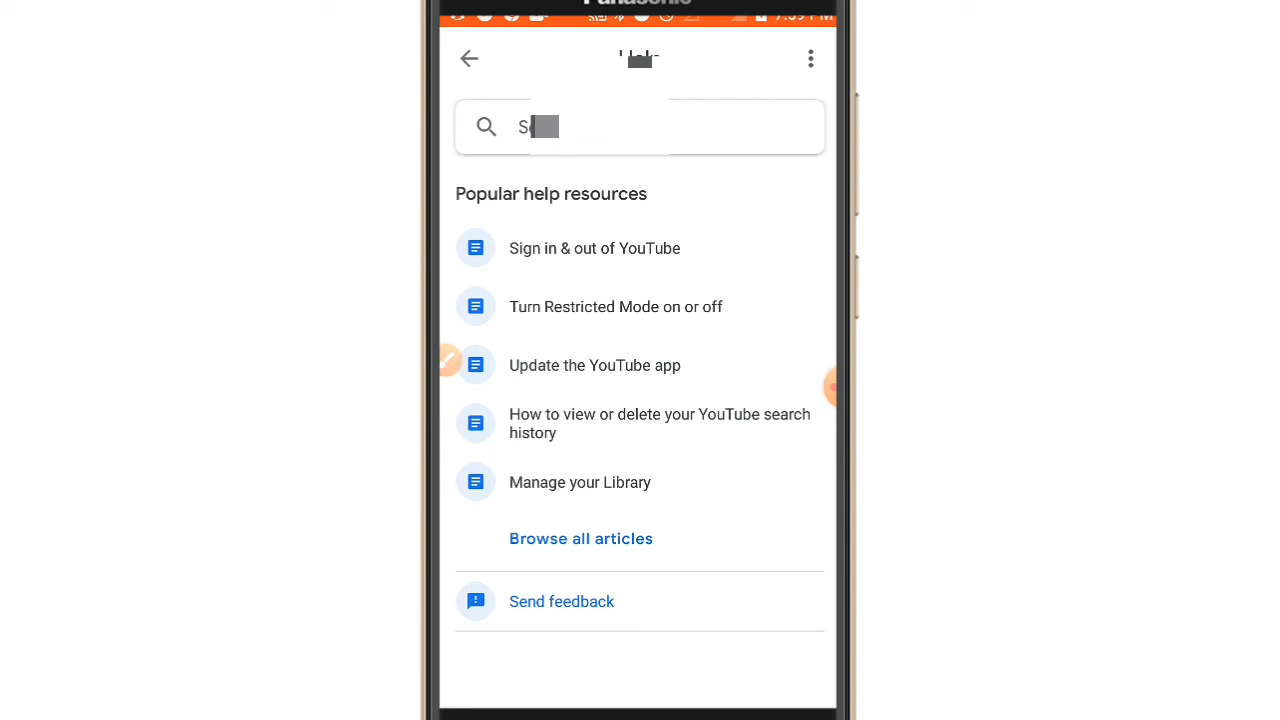 Popular help resources
Sign in & out of YouTube
Turn Restricted Mode on or off
Update the YouTube app
How to view or delete your YouTube search
history
Manage your Library
Browse all articles
Send feedback